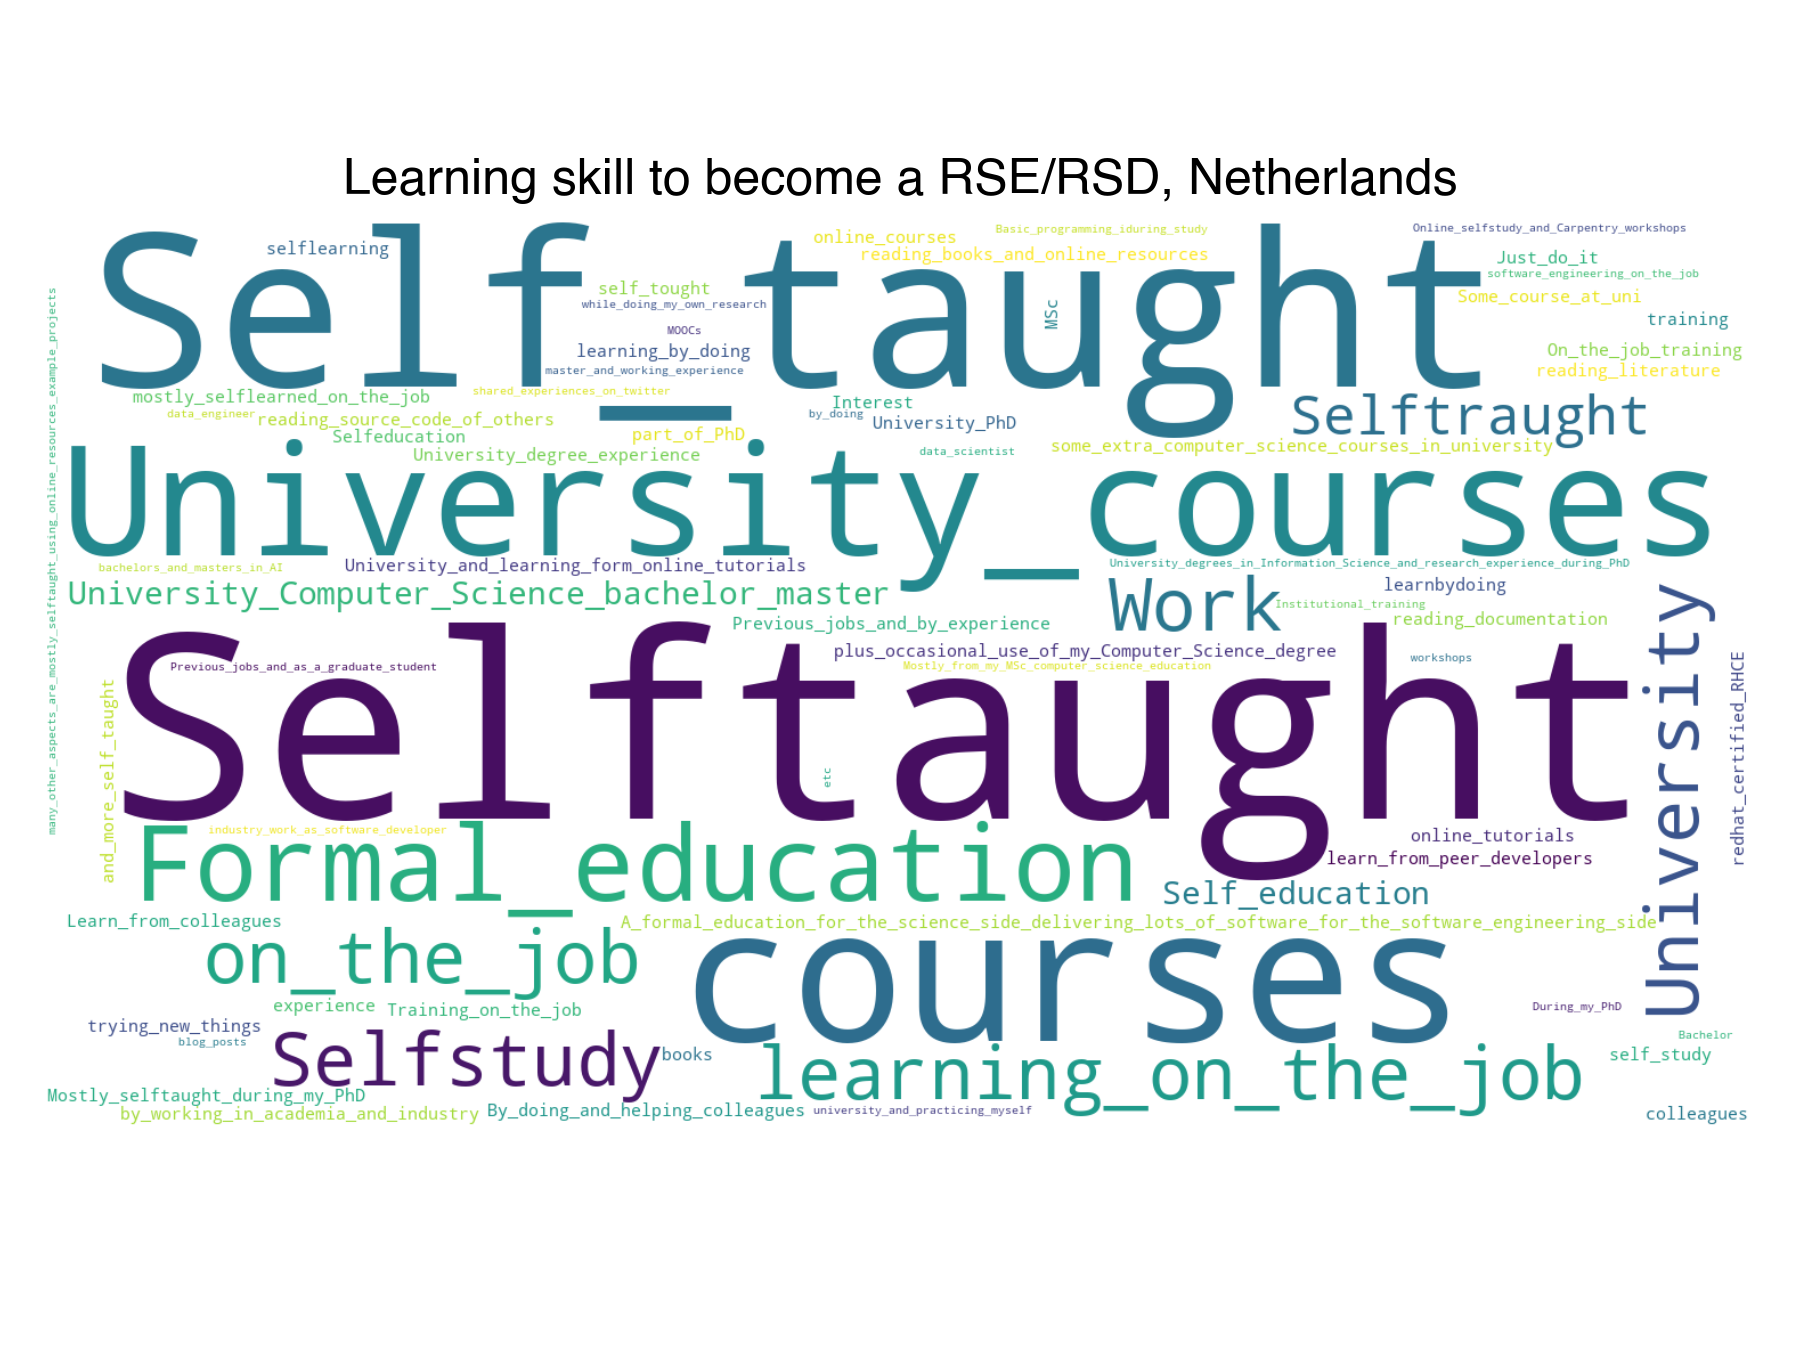 Learning skill to become a RSE/RSD, Netherlands
Self_taught
selflearning
online_courses
Basic_programming_iduring_study
reading_books_and_online_resources
Online_selfstudy_and_Carpentry_workshops
Just_do_it
software_engineering_on_the_job
Some_course_at_uni
training
On_the_job_training
reading_literature
self_tought
while_doing_my_own_research
MSc
MOOCs
learning_by_doing
master_and_working_experience
mostly_selflearned_on_the_job
shared_experiences_on_twitter
data_engineer
reading_source_code_of_others
Selfeducation
part_of_PhD
University_degree_experience
Interest
by_doing
University_PhD
data_scientist
Selftraught
some_extra_computer_science_courses_in_university
University_courses
bachelors_and_masters_in_AI
University_and_learning_form_online_tutorials
University_degrees_in_Information_Science_and_research_experience_during_PhD
University_Computer_Science_bachelor_master
Work
learnbydoing
Institutional_training
reading_documentation
Previous_jobs_and_by_experience
plus_occasional_use_of_my_Computer_Science_degree
Previous_jobs_and_as_a_graduate_student
Mostly_from_my_MSc_computer_science_education
workshops
Selftaught
etc
University
redhat_certified_RHCE
many_other_aspects_are_mostly_selftaught_using_online_resources_example_projects
and_more_self_taught
industry_work_as_software_developer
Formal_education
online_tutorials
learn_from_peer_developers
Self_education
Learn_from_colleagues
A_formal_education_for_the_science_side_delivering_lots_of_software_for_the_software_engineering_side
on_the_job
courses
experience
Training_on_the_job
During_my_PhD
trying_new_things
blog_posts
Selfstudy
books
learning_on_the_job
Bachelor
self_study
Mostly_selftaught_during_my_PhD
by_working_in_academia_and_industry
By_doing_and_helping_colleagues
university_and_practicing_myself
colleagues